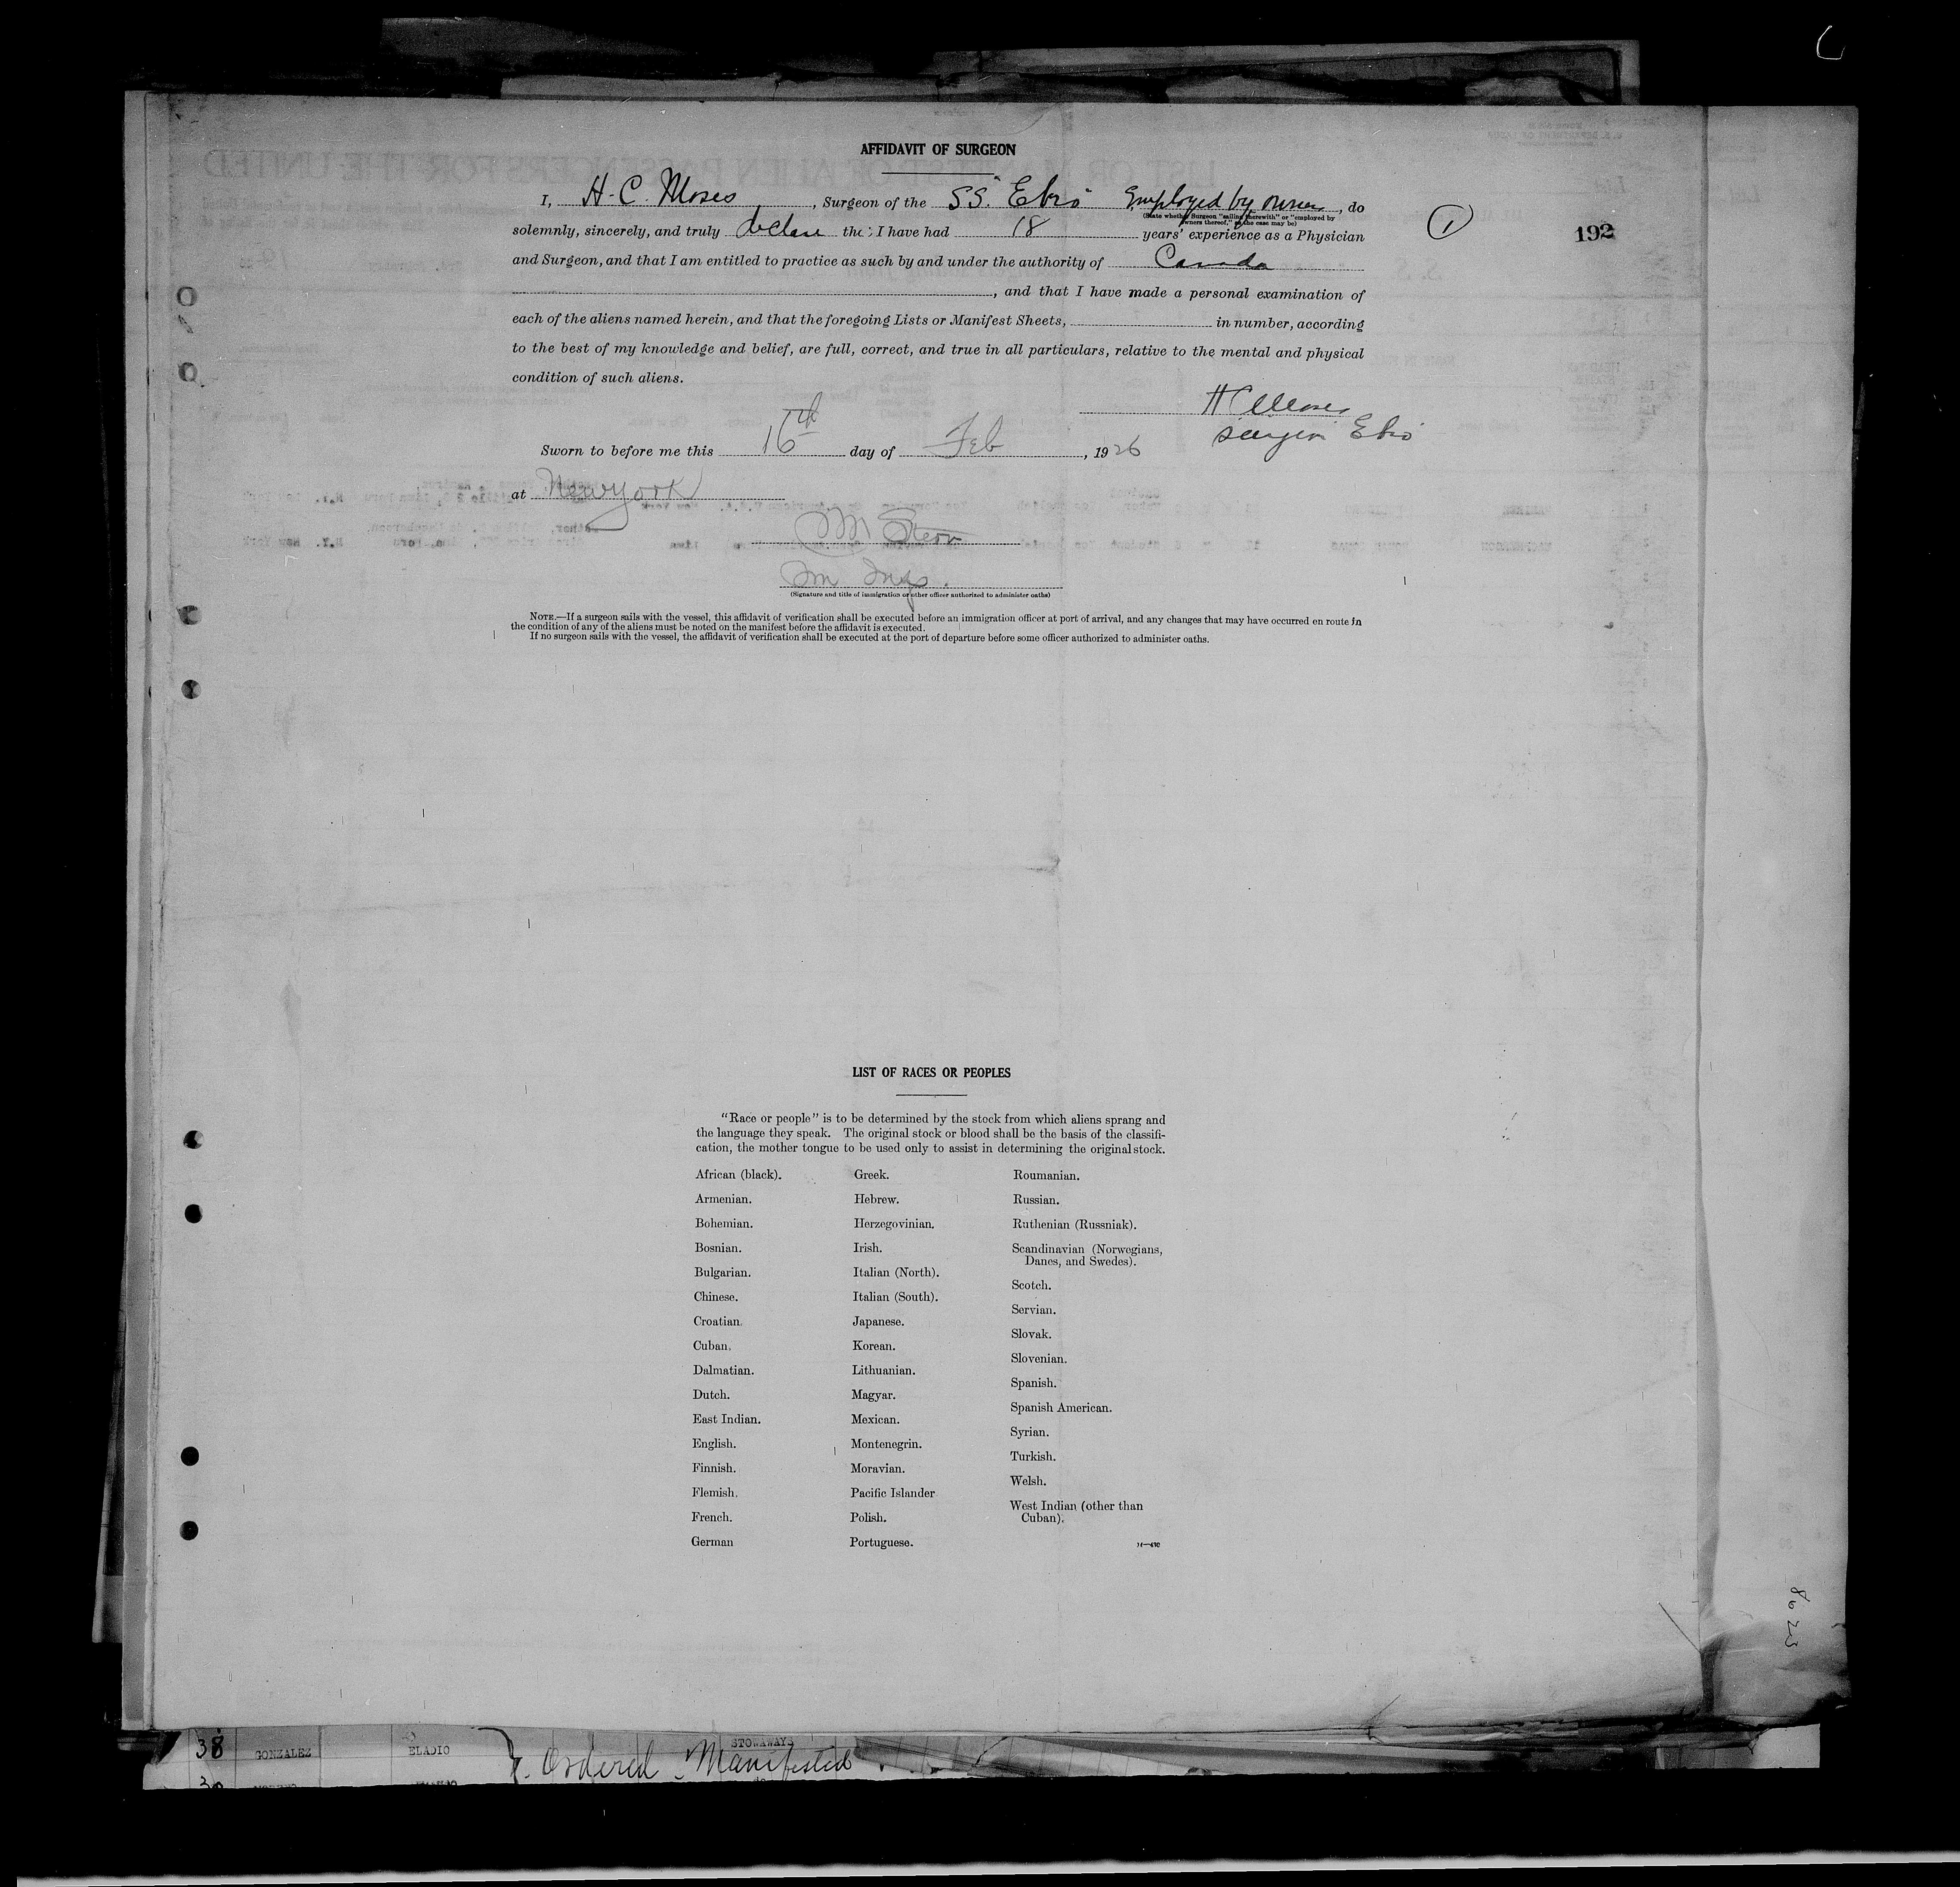 AFFIDAVIT OF SURGEON
I, H. C. Moses, Surgeon of the SS. "Ebro" Employed by owners, do
(State whether Surgeon "sailing therewith" or "employed by owners thereof," as the case may be)
solemnly, sincerely, and truly declare that I have had 18 years' experience as a Physician
and Surgeon, and that I am entitled to practice as such by and under the authority of Canada
, and that I have made a personal examination of
each of the aliens named herein, and that the foregoing Lists or Manifest Sheets, in number, according
to the best of my knowledge and belief, are full, correct, and true in all particulars, relative to the mental and physical
condition of such aliens.
1
192
H C Moses
Surgeon Ebro
Sworn to before me this 16th day of Feb, 1926
at New York
M Stern
Im Insp.
(Signature and title of immigration or other officer authorized to administer oaths)
NOTE.—If a surgeon sails with the vessel, this affidavit of verification shall be executed before an immigration officer at port of arrival, and any changes that may have occurred en route in
the condition of any of the aliens must be noted on the manifest before the affidavit is executed.
If no surgeon sails with the vessel, the affidavit of verification shall be executed at the port of departure before some officer authorized to administer oaths.
LIST OF RACES OR PEOPLES
"Race or people" is to be determined by the stock from which aliens sprang and
the language they speak. The original stock or blood shall be the basis of the classifi-
cation, the mother tongue to be used only to assist in determining the original stock.
African (black).
Armenian.
Bohemian.
Bosnian.
Bulgarian.
Chinese.
Croatian.
Cuban.
Dalmatian.
Dutch.
East Indian.
English.
Finnish.
Flemish.
French.
German
Greek.
Hebrew.
Herzegovinian.
Irish.
Italian (North).
Italian (South).
Japanese.
Korean.
Lithuanian.
Magyar.
Mexican.
Montenegrin.
Moravian.
Pacific Islander
Polish.
Portuguese.
Roumanian.
Russian.
Ruthenian (Russniak).
Scandinavian (Norwegians,
Danes, and Swedes).
Scotch.
Servian.
Slovak.
Slovenian.
Spanish.
Spanish American.
Syrian.
Turkish.
Welsh.
West Indian (other than
Cuban).
38 GONZALEZ ELADIO
STOWAWAYS
Ordered Manifested